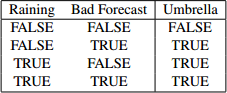 Raining Bad Forecast Umbrella
FALSE FALSE FALSE
FALSE TRUE TRUE
TRUE FALSE TRUE
TRUE TRUE TRUE